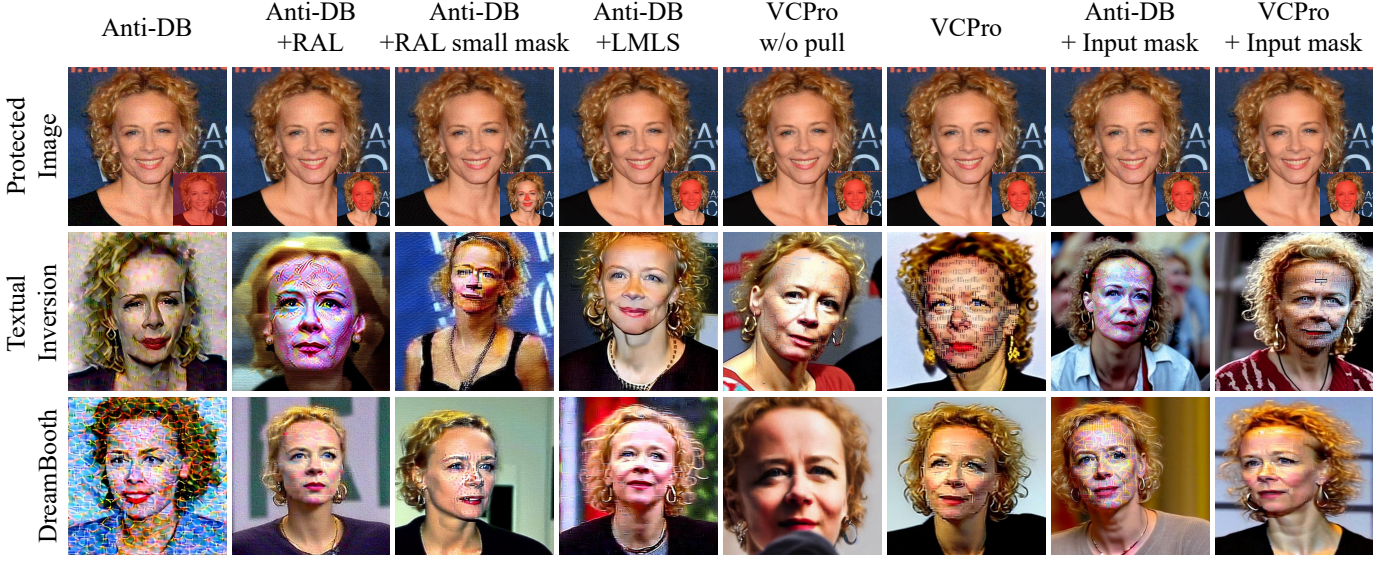 Anti-DB
Anti-DB
+RAL
Anti-DB
+RAL small mask
Anti-DB
+LMLS
VCPro
w/o pull
VCPro
Anti-DB
+ Input mask
VCPro
+ Input mask
Protected
Image
Textual
Inversion
DreamBooth